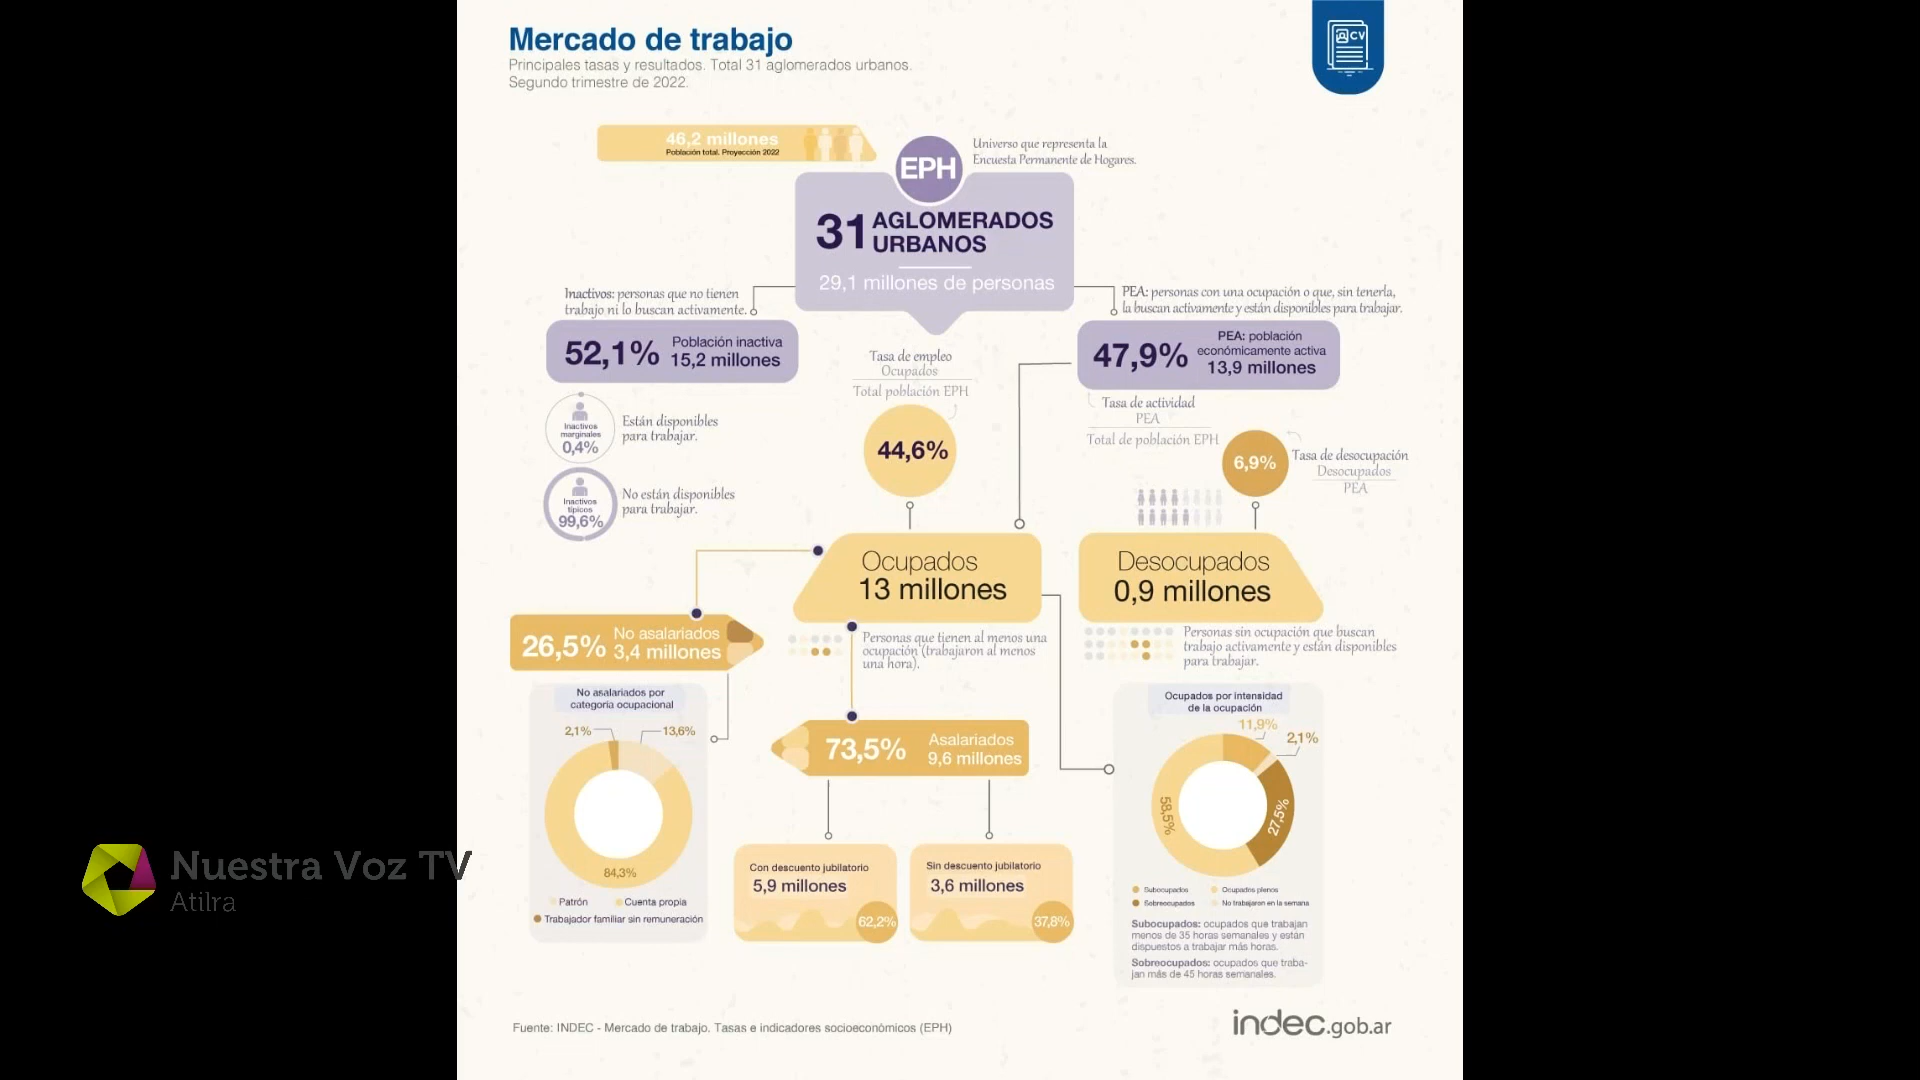 Mercado de trabajo
Principales tasas y resultados. Total 31 aglomerados urbanos.
Segundo trimestre de 2022.
CV
46,2 millones
Población total. Proyección 2022
EPH
Universo que representa la
Encuesta Permanente de Hogares.
31 AGLOMERADOS
URBANOS
29,1 millones de personas
Inactivos: personas que no tienen
trabajo ni lo buscan activamente.
PEA: personas con una ocupación o que, sin tenerla,
la buscan activamente y están disponibles para trabajar.
52,1%
Población inactiva
15,2 millones
47,9%
PEA: población
económicamente activa
13,9 millones
Tasa de empleo
Ocupados
Total población EPH
44,6%
Tasa de actividad
PEA
Total de población EPH
Inactivos
marginales
0,4%
Están disponibles
para trabajar.
Inactivos
típicos
99,6%
No están disponibles
para trabajar.
6,9%
Tasa de desocupación
Desocupados
PEA
Ocupados
13 millones
Desocupados
0,9 millones
26,5%
No asalariados
3,4 millones
Personas que tienen al menos una
ocupación (trabajaron al menos
una hora).
Personas sin ocupación que buscan
trabajo activamente y están disponibles
para trabajar.
No asalariados por
categoría ocupacional
2,1%
13,6%
84,3%
Patrón
Cuenta propia
Trabajador familiar sin remuneración
73,5%
Asalariados
9,6 millones
Con descuento jubilatorio
5,9 millones
62,2%
Sin descuento jubilatorio
3,6 millones
37,8%
Ocupados por intensidad
de la ocupación
11,9%
2,1%
58,5%
27,5%
Subocupados
Ocupados plenos
Sobreocupados
No trabajaron en la semana
Subocupados: ocupados que trabajan
menos de 35 horas semanales y están
dispuestos a trabajar más horas.
Sobreocupados: ocupados que traba-
jan más de 45 horas semanales.
Nuestra Voz TV
Atilra
Fuente: INDEC - Mercado de trabajo. Tasas e indicadores socioeconómicos (EPH)
indec.gob.ar